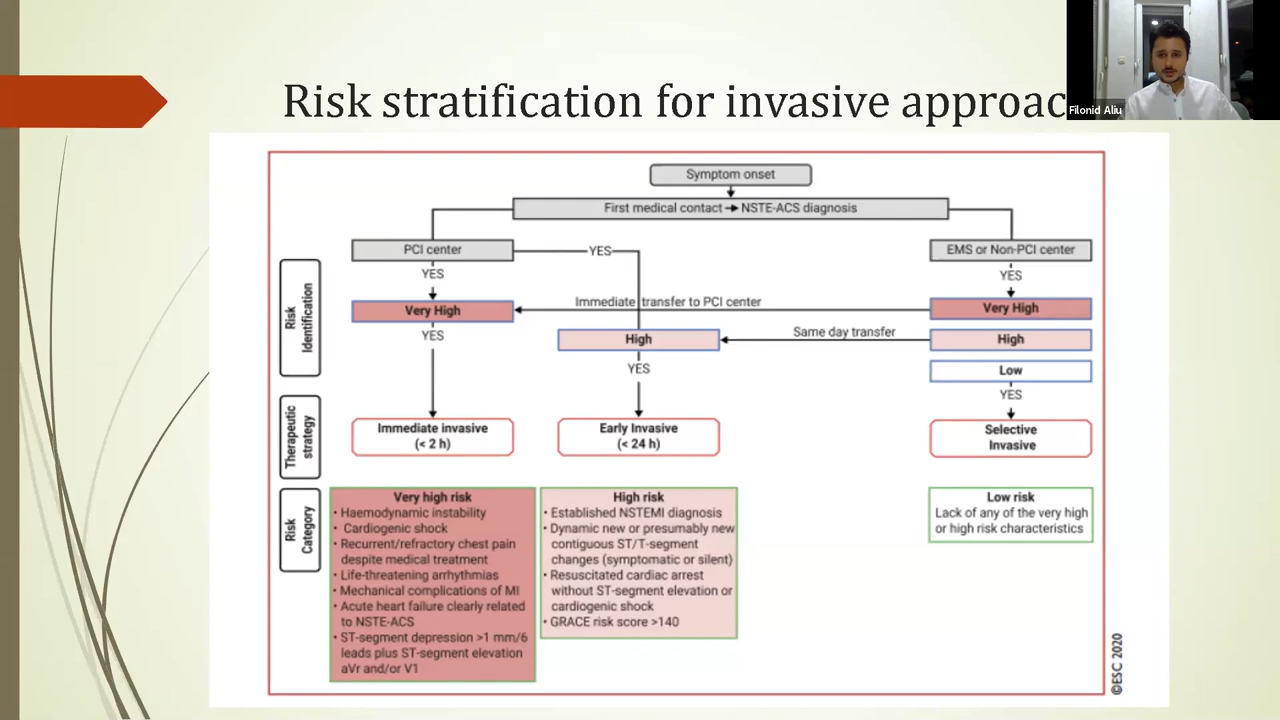 Risk stratification for invasive approac
Filonid Aliu
Symptom onset
First medical contact → NSTE-ACS diagnosis
PCI center
YES
EMS or Non-PCI center
YES
YES
Risk
Identification
Very High
Immediate transfer to PCI center
Very High
YES
High
Same day transfer
High
YES
Low
YES
Therapeutic
strategy
Immediate invasive
(< 2 h)
Early Invasive
(< 24 h)
Selective
Invasive
Risk
Category
Very high risk
• Haemodynamic instability
• Cardiogenic shock
• Recurrent/refractory chest pain
despite medical treatment
• Life-threatening arrhythmias
• Mechanical complications of MI
• Acute heart failure clearly related
to NSTE-ACS
• ST-segment depression >1 mm/6
leads plus ST-segment elevation
aVr and/or V1
High risk
• Established NSTEMI diagnosis
• Dynamic new or presumably new
contiguous ST/T-segment
changes (symptomatic or silent)
• Resuscitated cardiac arrest
without ST-segment elevation or
cardiogenic shock
• GRACE risk score >140
Low risk
Lack of any of the very high
or high risk characteristics
©ESC 2020